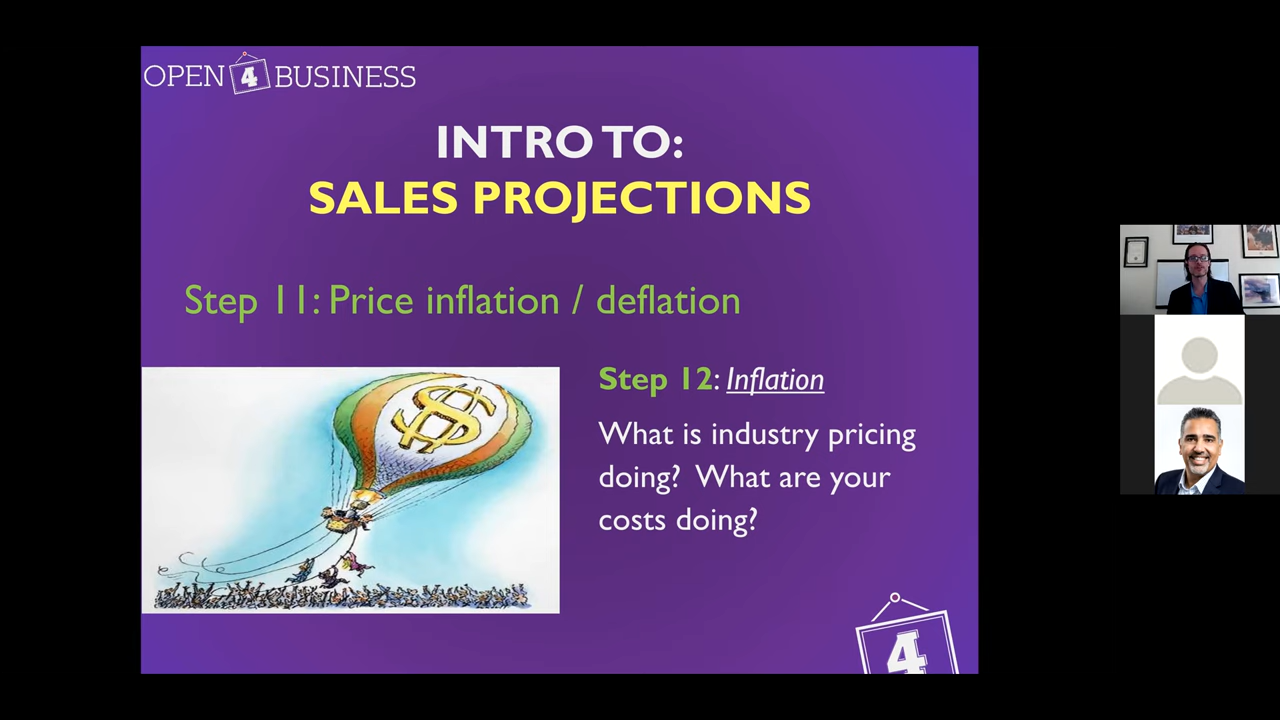 OPEN 4 BUSINESS
INTRO TO:
SALES PROJECTIONS
Step 11: Price inflation / deflation
$
Step 12: Inflation
What is industry pricing
doing? What are your
costs doing?
4